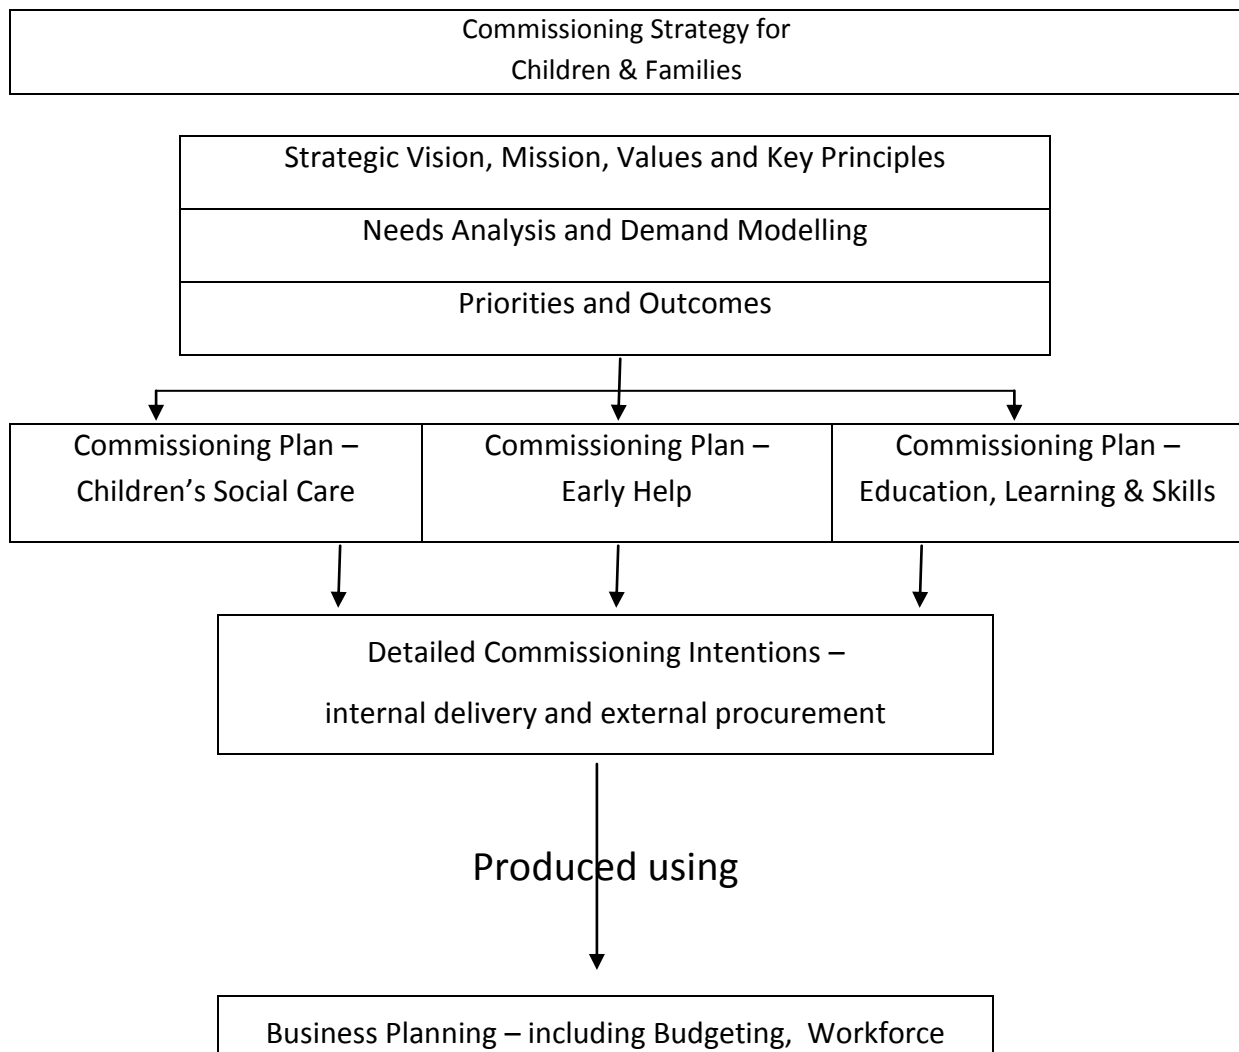 Commissioning Strategy for
Children & Families
Strategic Vision, Mission, Values and Key Principles
Needs Analysis and Demand Modelling
Priorities and Outcomes
Commissioning Plan –
Children’s Social Care
Commissioning Plan –
Early Help
Commissioning Plan –
Education, Learning & Skills
Detailed Commissioning Intentions –
internal delivery and external procurement
Produced using
Business Planning – including Budgeting, Workforce